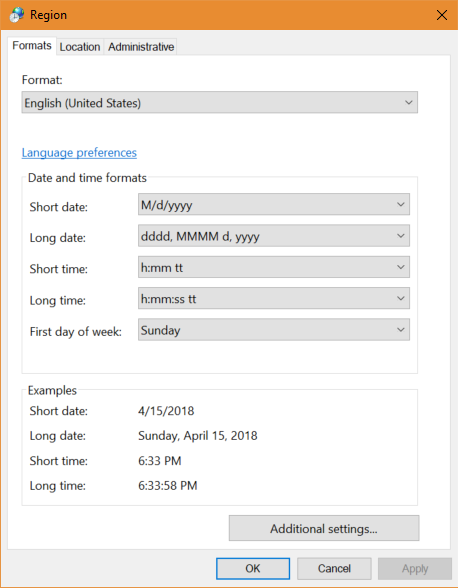 Region
Formats Location Administrative
Format:
English (United States)
Language preferences
Date and time formats
Short date: M/d/yyyy
Long date: dddd, MMMM d, yyyy
Short time: h:mm tt
Long time: h:mm:ss tt
First day of week: Sunday
Examples
Short date: 4/15/2018
Long date: Sunday, April 15, 2018
Short time: 6:33 PM
Long time: 6:33:58 PM
Additional settings...
OK Cancel Apply